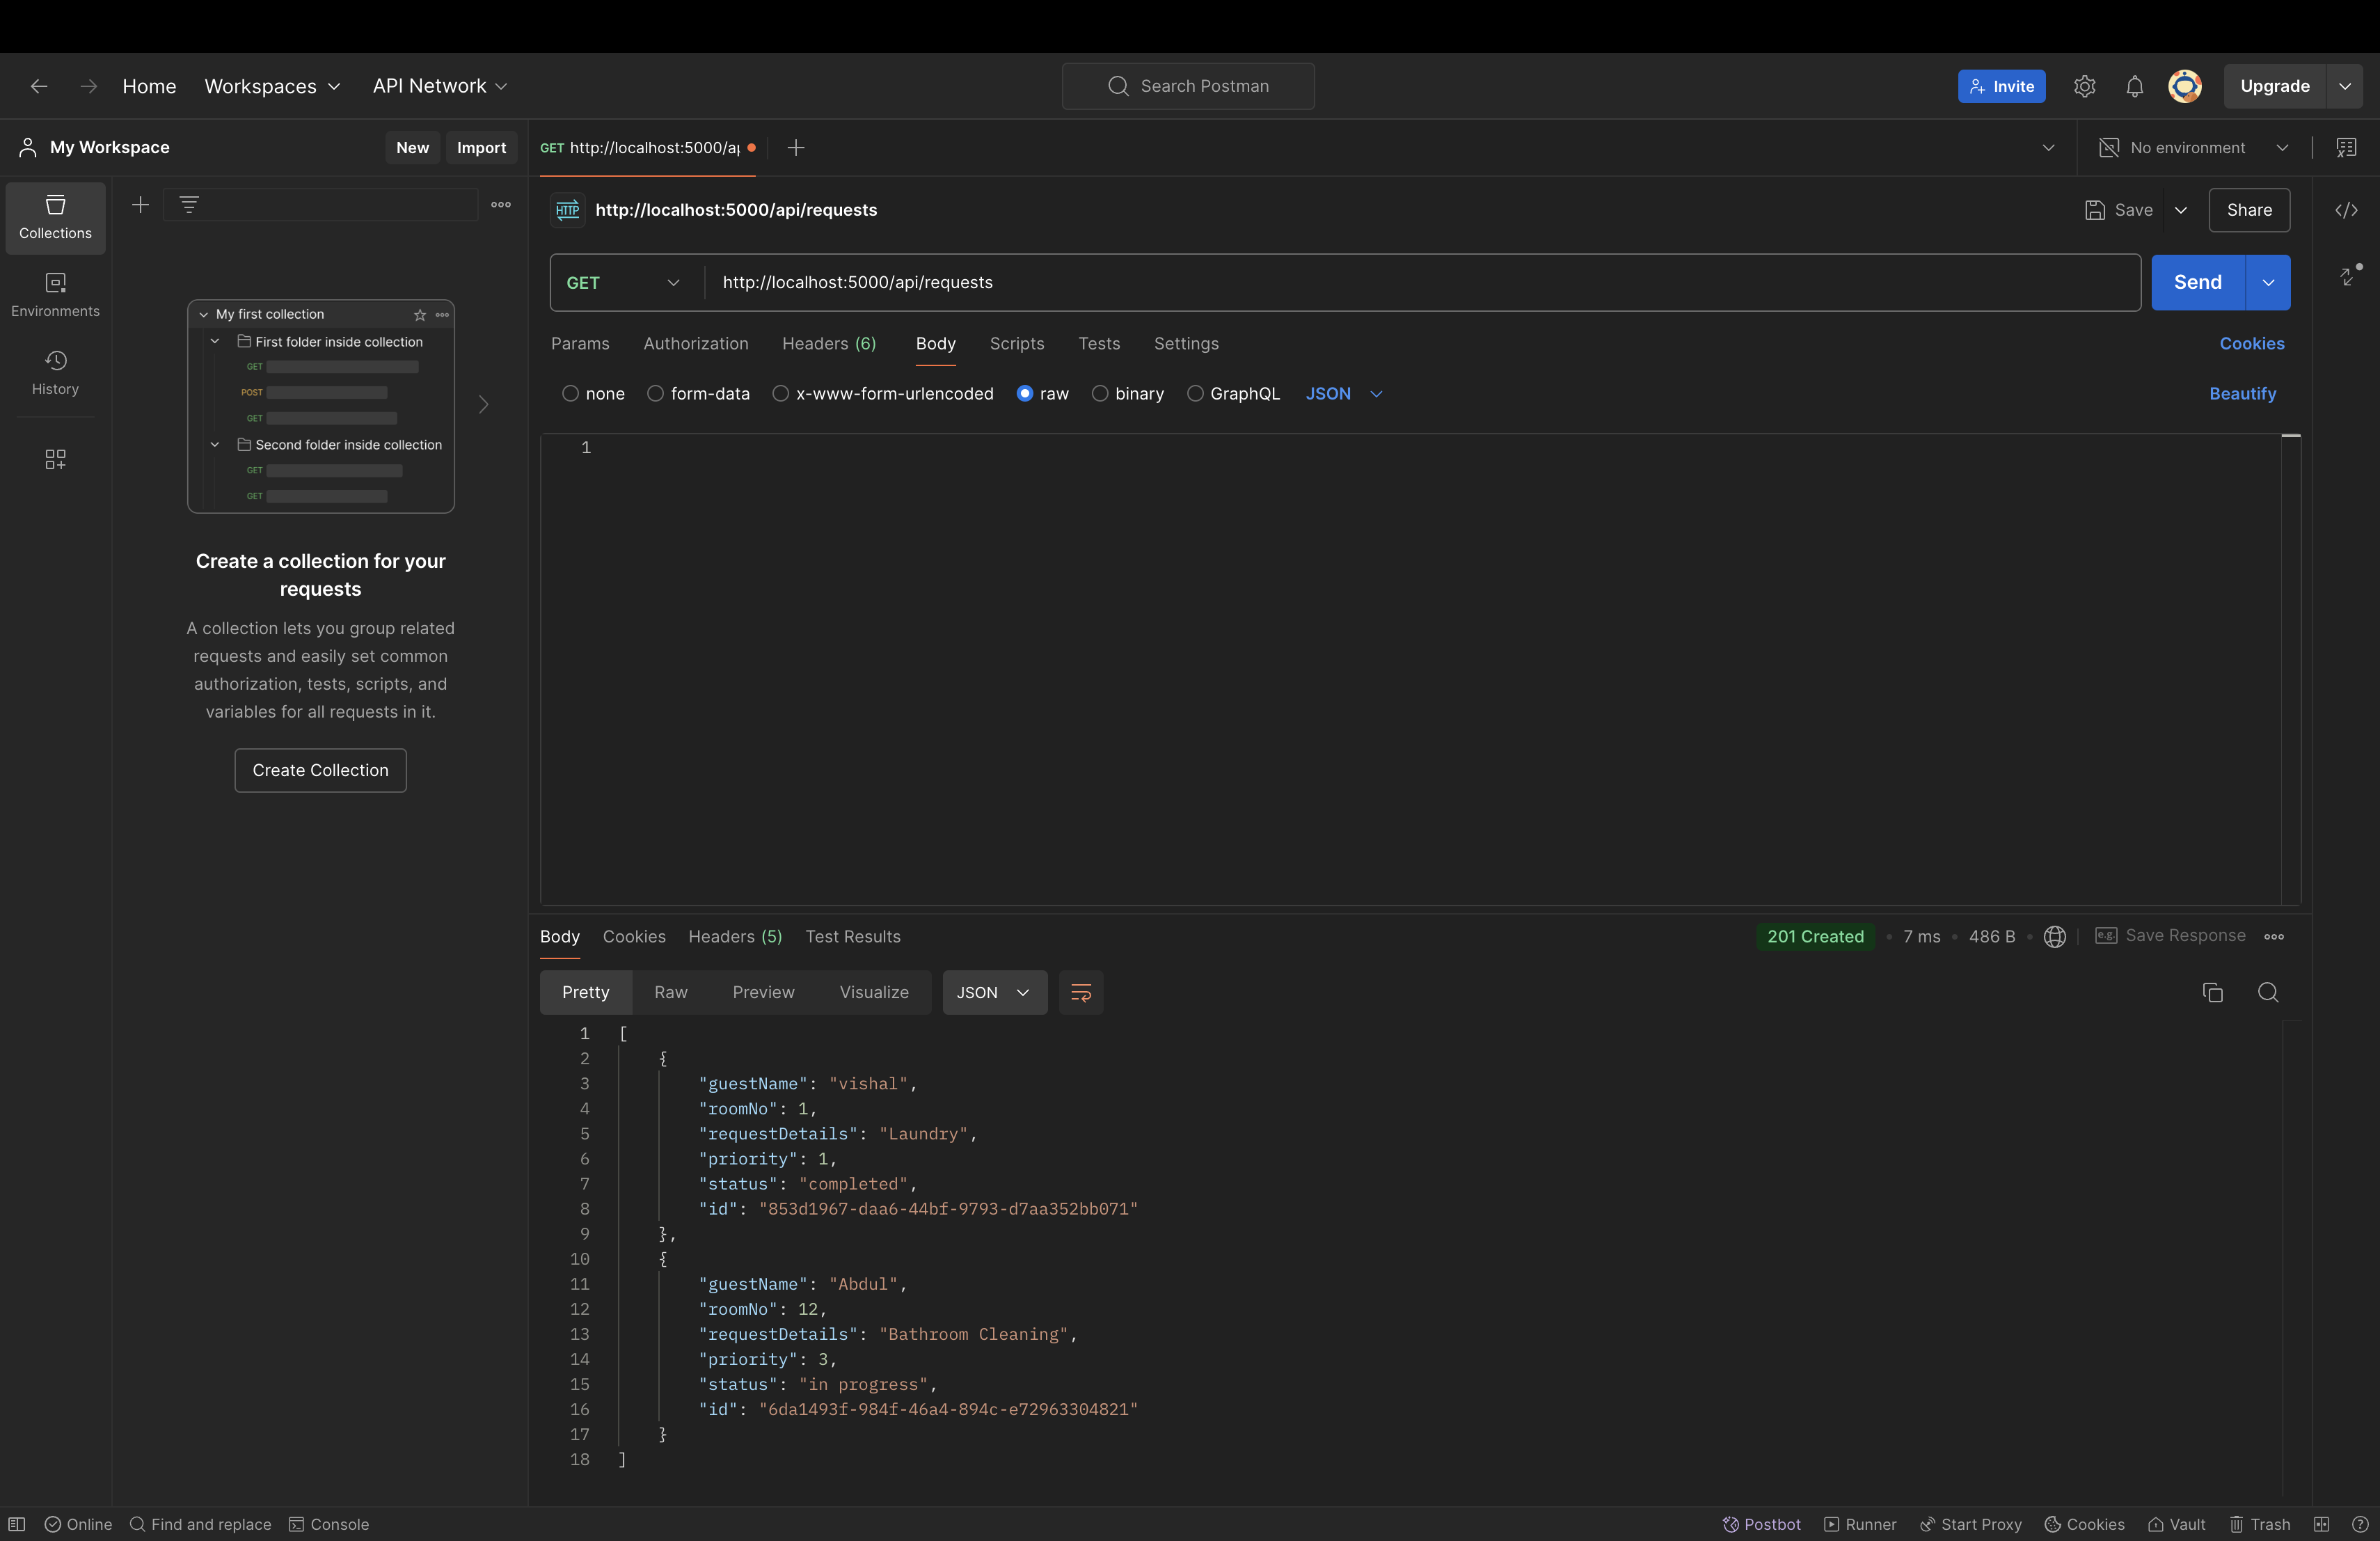 Home Workspaces API Network Search Postman Invite Upgrade
My Workspace New Import GET http://localhost:5000/ap No environment
Collections
Environments
History
My first collection
First folder inside collection
GET
POST
GET
Second folder inside collection
GET
GET
Create a collection for your
requests
A collection lets you group related
requests and easily set common
authorization, tests, scripts, and
variables for all requests in it.
Create Collection
HTTP http://localhost:5000/api/requests Save Share
GET http://localhost:5000/api/requests Send
Params Authorization Headers (6) Body Scripts Tests Settings Cookies
none form-data x-www-form-urlencoded raw binary GraphQL JSON Beautify
1
Body Cookies Headers (5) Test Results 201 Created 7 ms 486 B e.g. Save Response
Pretty Raw Preview Visualize JSON
1 [
2 {
3 "guestName": "vishal",
4 "roomNo": 1,
5 "requestDetails": "Laundry",
6 "priority": 1,
7 "status": "completed",
8 "id": "853d1967-daa6-44bf-9793-d7aa352bb071"
9 },
10 {
11 "guestName": "Abdul",
12 "roomNo": 12,
13 "requestDetails": "Bathroom Cleaning",
14 "priority": 3,
15 "status": "in progress",
16 "id": "6da1493f-984f-46a4-894c-e72963304821"
17 }
18 ]
Online Find and replace Console Postbot Runner Start Proxy Cookies Vault Trash